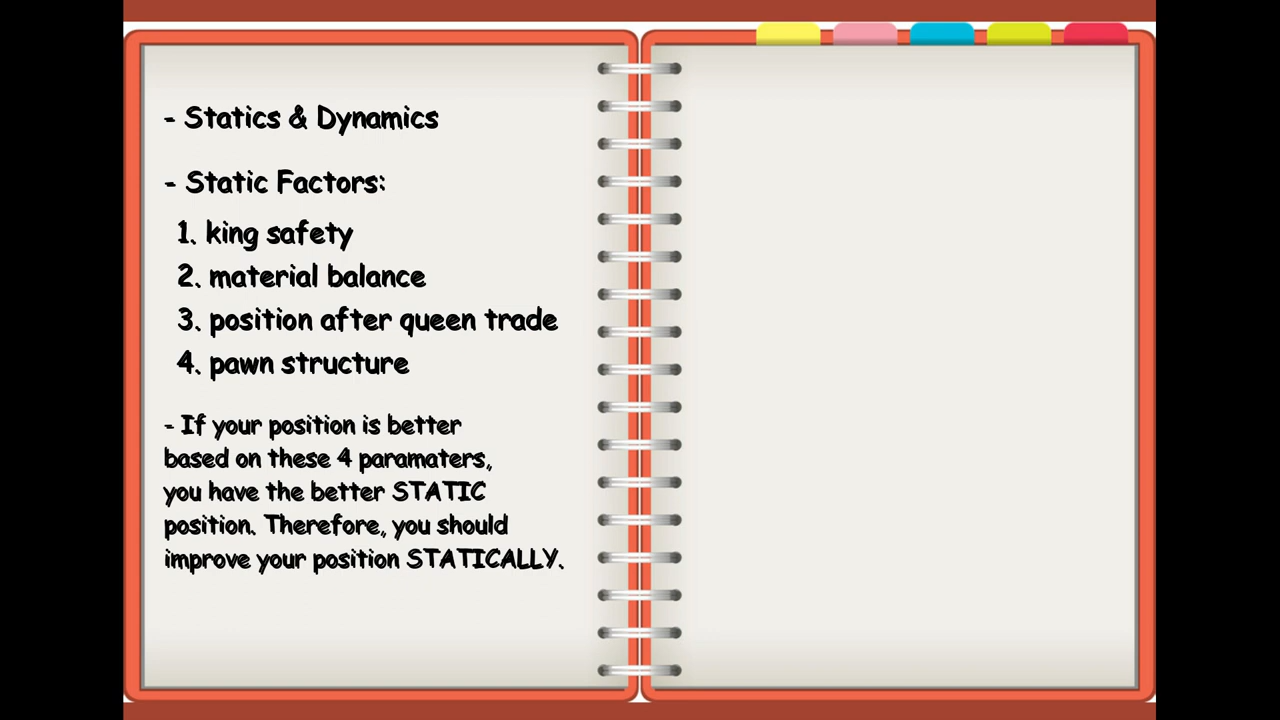 - Statics & Dynamics
- Static Factors:
1. king safety
2. material balance
3. position after queen trade
4. pawn structure
- If your position is better
based on these 4 paramaters,
you have the better STATIC
position. Therefore, you should
improve your position STATICALLY.